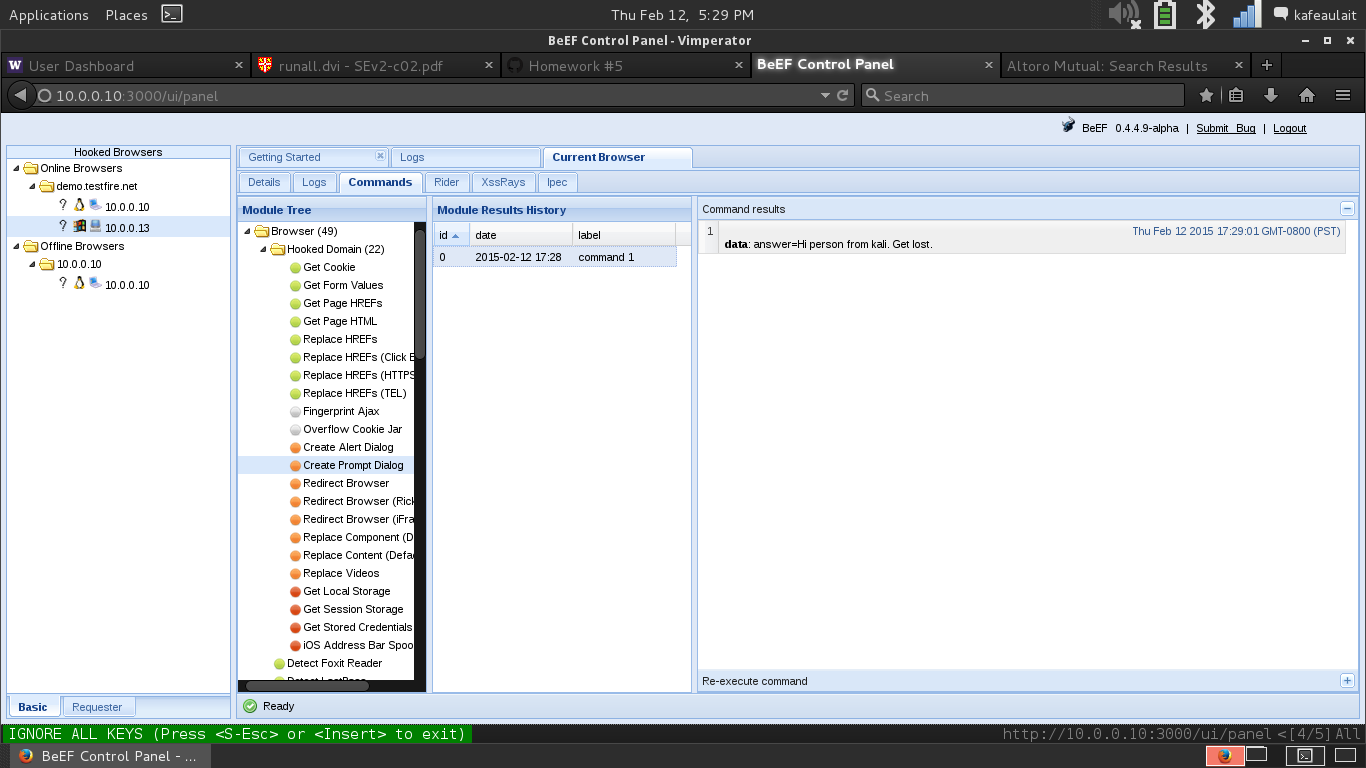 Applications Places Thu Feb 12, 5:29 PM kafeaulait
BeEF Control Panel - Vimperator
W User Dashboard runall.dvi - SEv2-c02.pdf Homework #5 BeEF Control Panel Altoro Mutual: Search Results
10.0.0.10:3000/ui/panel Search
BeEF 0.4.4.9-alpha | Submit Bug | Logout
Hooked Browsers
Online Browsers
demo.testfire.net
? 10.0.0.10
? 10.0.0.13
Offline Browsers
10.0.0.10
? 10.0.0.10
Basic Requester
Getting Started Logs Current Browser
Details Logs Commands Rider XssRays Ipec
Module Tree
Browser (49)
Hooked Domain (22)
Get Cookie
Get Form Values
Get Page HREFs
Get Page HTML
Replace HREFs
Replace HREFs (Click E
Replace HREFs (HTTPS
Replace HREFs (TEL)
Fingerprint Ajax
Overflow Cookie Jar
Create Alert Dialog
Create Prompt Dialog
Redirect Browser
Redirect Browser (Rick
Redirect Browser (iFra
Replace Component (D
Replace Content (Defa
Replace Videos
Get Local Storage
Get Session Storage
Get Stored Credentials
iOS Address Bar Spoo
Detect Foxit Reader
Detect LastPass
Module Results History
id date label
0 2015-02-12 17:28 command 1
Command results
1 Thu Feb 12 2015 17:29:01 GMT-0800 (PST)
data: answer=Hi person from kali. Get lost.
Re-execute command
Ready
IGNORE ALL KEYS (Press <S-Esc> or <Insert> to exit) http://10.0.0.10:3000/ui/panel <[4/5] All
BeEF Control Panel - ...